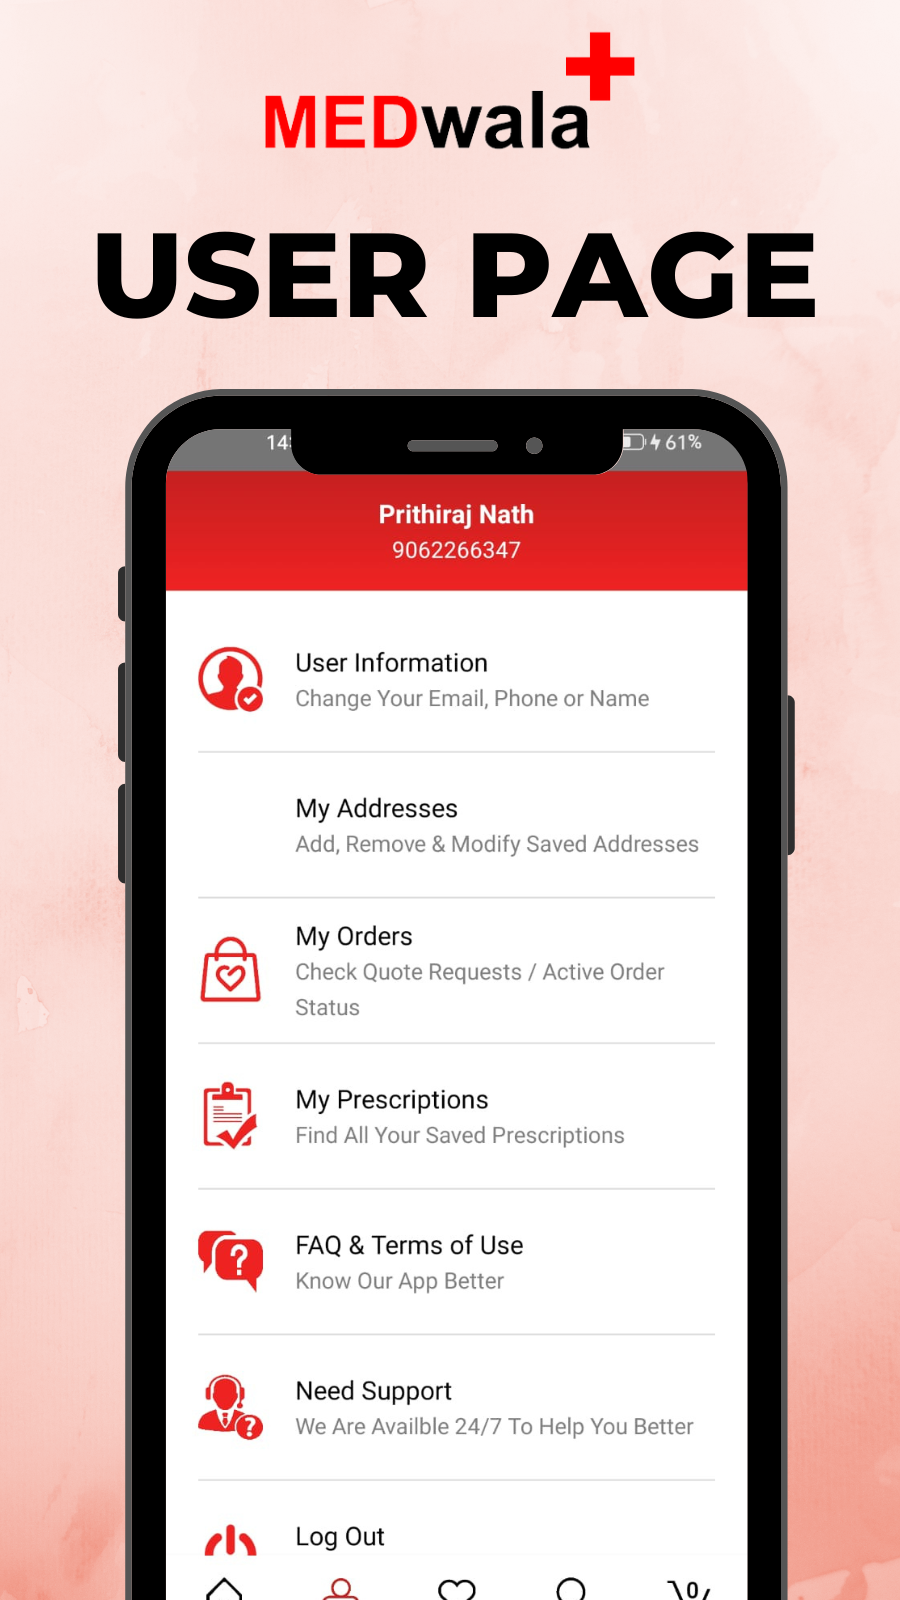 MEDwala
USER PAGE
61%
Prithiraj Nath
9062266347
User Information
Change Your Email, Phone or Name
My Addresses
Add, Remove & Modify Saved Addresses
My Orders
Check Quote Requests / Active Order
Status
My Prescriptions
Find All Your Saved Prescriptions
FAQ & Terms of Use
Know Our App Better
Need Support
We Are Availble 24/7 To Help You Better
Log Out
0